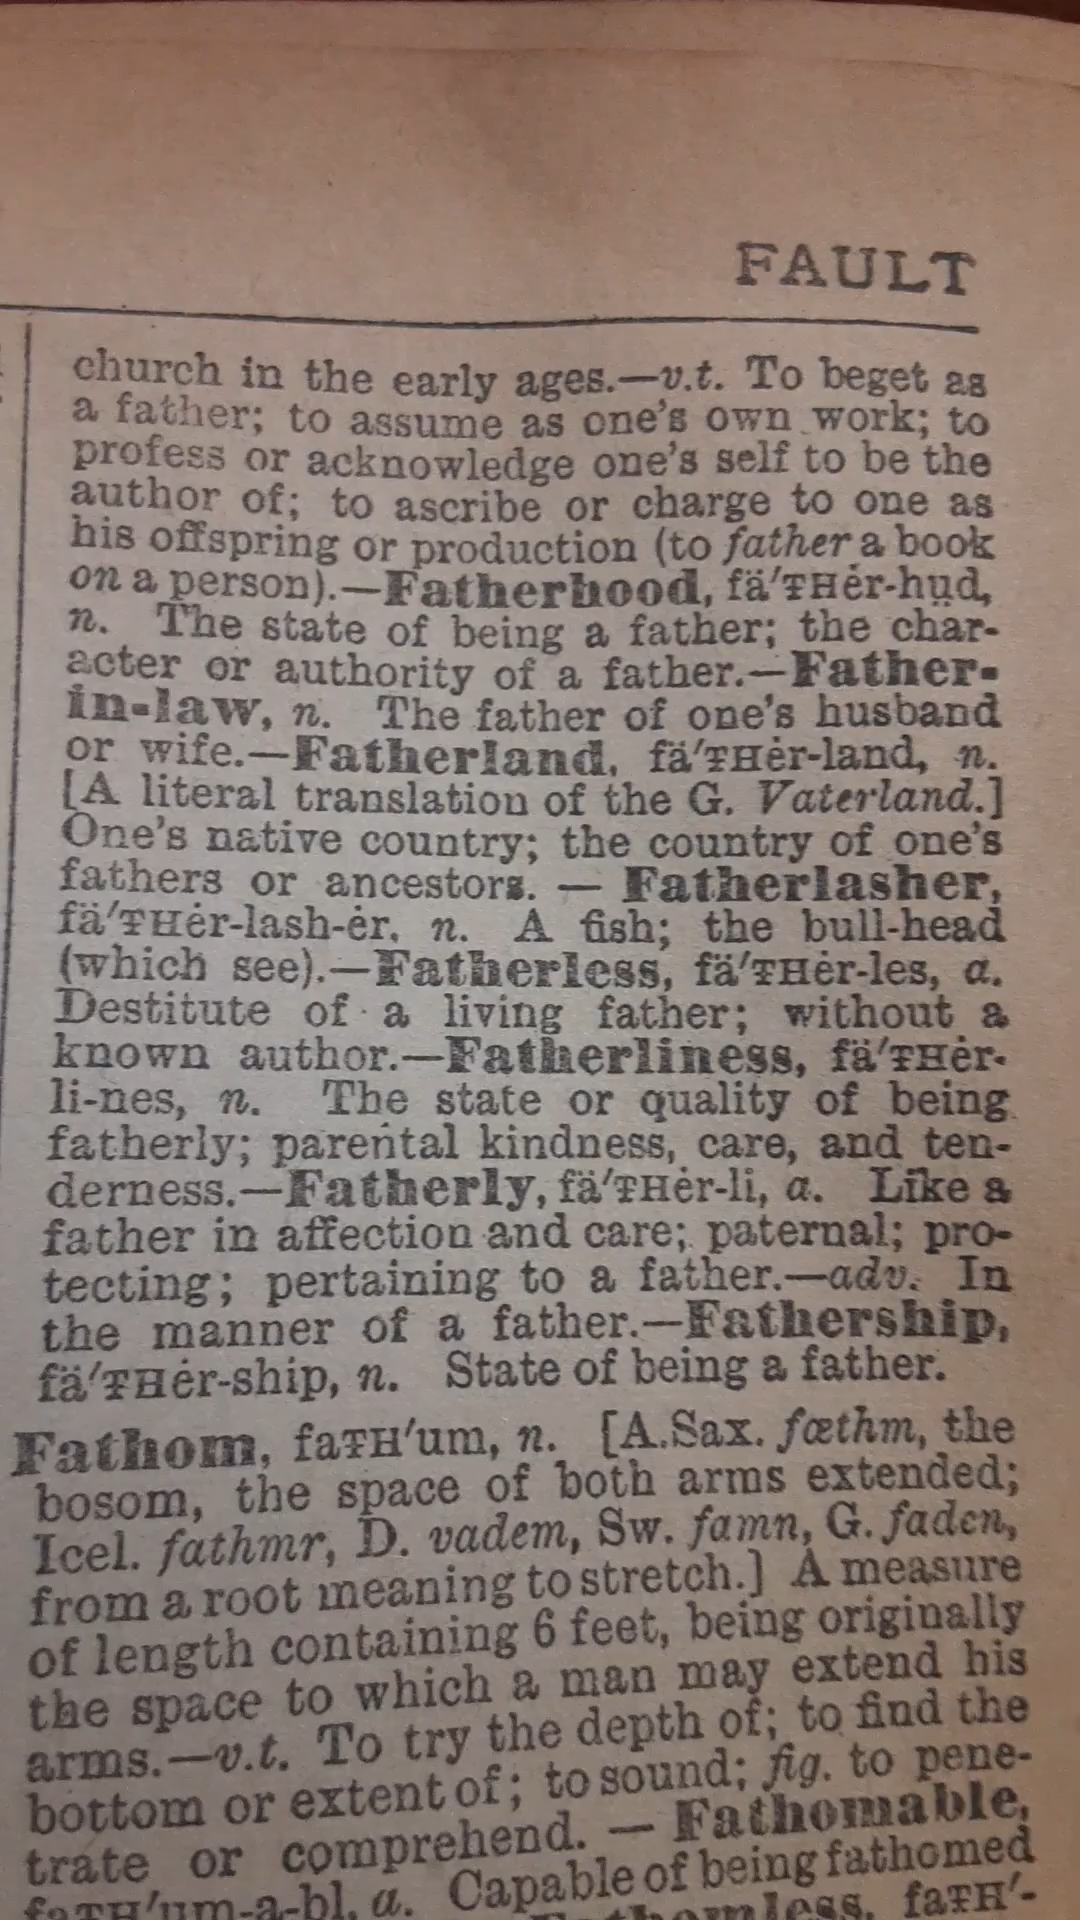 FAULT
church in the early ages.—v.t. To beget as
a father; to assume as one's own work; to
profess or acknowledge one's self to be the
author of; to ascribe or charge to one as
his offspring or production (to father a book
on a person).—Fatherhood, fä′ᴛʜėr-hu̟d,
n. The state of being a father; the char-
acter or authority of a father.—Father-
in-law, n. The father of one's husband
or wife.—Fatherland, fä′ᴛʜėr-land, n.
[A literal translation of the G. Vaterland.]
One's native country; the country of one's
fathers or ancestors. — Fatherlasher,
fä′ᴛʜėr-lash-ėr, n. A fish; the bull-head
(which see).—Fatherless, fä′ᴛʜėr-les, a.
Destitute of a living father; without a
known author.—Fatherliness, fä′ᴛʜėr-
li-nes, n. The state or quality of being
fatherly; parental kindness, care, and ten-
derness.—Fatherly, fä′ᴛʜėr-li, a. Like a
father in affection and care; paternal; pro-
tecting; pertaining to a father.—adv. In
the manner of a father.—Fathership,
fä′ᴛʜėr-ship, n. State of being a father.
Fathom, faᴛʜ′um, n. [A.Sax. fœthm, the
bosom, the space of both arms extended;
Icel. fathmr, D. vadem, Sw. famn, G. faden,
from a root meaning to stretch.] A measure
of length containing 6 feet, being originally
the space to which a man may extend his
arms.—v.t. To try the depth of; to find the
bottom or extent of; to sound; fig. to pene-
trate or comprehend. — Fathomable,
faᴛʜ′um-a-bl, a. Capable of being fathomed
Fathomless, faᴛʜ′-